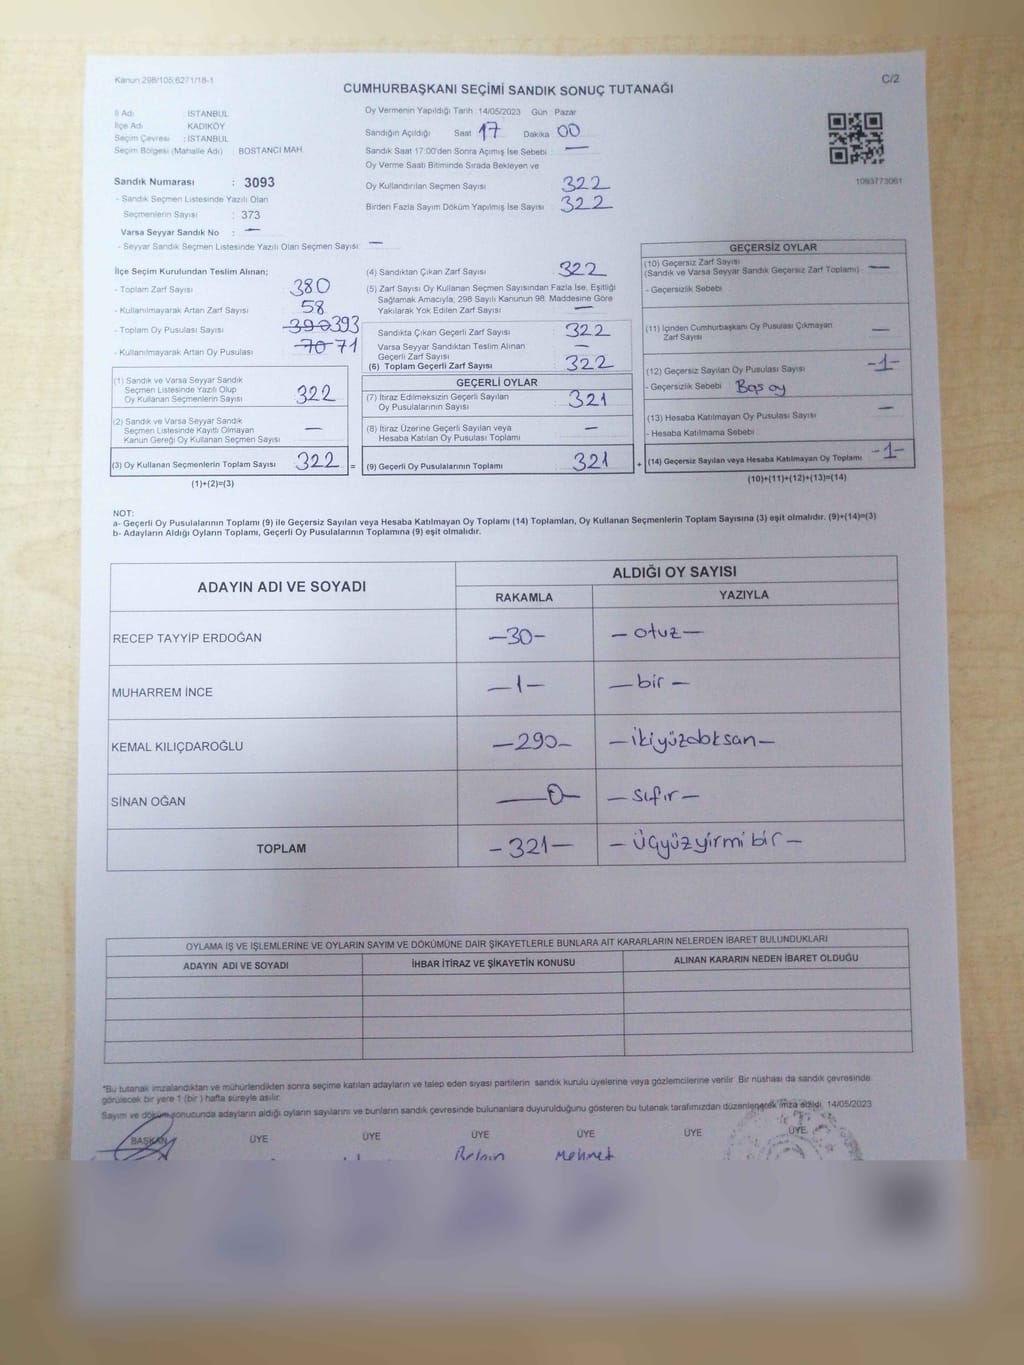 Kanun:298/105,6271/18-1
C/2
CUMHURBAŞKANI SEÇİMİ SANDIK SONUÇ TUTANAĞI
İl Adı İSTANBUL
İlçe Adı KADIKÖY
Seçim Çevresi : İSTANBUL
Seçim Bölgesi (Mahalle Adı) BOSTANCI MAH.
Sandık Numarası : 3093
- Sandık Seçmen Listesinde Yazılı Olan
Seçmenlerin Sayısı : 373
Varsa Seyyar Sandık No : —
- Seyyar Sandık Seçmen Listesinde Yazılı Olan Seçmen Sayısı: —
Oy Vermenin Yapıldığı Tarih :14/05/2023 Gün Pazar
Sandığın Açıldığı Saat 17 Dakika 00
Sandık Saat 17:00'den Sonra Açımış İse Sebebi : —
Oy Verme Saati Bitiminde Sırada Bekleyen ve
Oy Kullandırılan Seçmen Sayısı 322
Birden Fazla Sayım Döküm Yapılmış İse Sayısı 322
1093773061
İlçe Seçim Kurulundan Teslim Alınan;
- Toplam Zarf Sayısı 380
- Kullanılmayarak Artan Zarf Sayısı 58
- Toplam Oy Pusulası Sayısı 390 393
- Kullanılmayarak Artan Oy Pusulası 70 71
(1) Sandık ve Varsa Seyyar Sandık
Seçmen Listesinde Yazılı Olup
Oy Kullanan Seçmenlerin Sayısı 322
(2) Sandık ve Varsa Seyyar Sandık
Seçmen Listesinde Kayıtlı Olmayan
Kanun Gereği Oy Kullanan Seçmen Sayısı —
(3) Oy Kullanan Seçmenlerin Toplam Sayısı 322 =
(1)+(2)=(3)
(4) Sandıktan Çıkan Zarf Sayısı 322
(5) Zarf Sayısı Oy Kullanan Seçmen Sayısından Fazla İse, Eşitliği
Sağlamak Amacıyla; 298 Sayılı Kanunun 98. Maddesine Göre
Yakılarak Yok Edilen Zarf Sayısı —
Sandıkta Çıkan Geçerli Zarf Sayısı 322
Varsa Seyyar Sandıktan Teslim Alınan
Geçerli Zarf Sayısı —
(6) Toplam Geçerli Zarf Sayısı 322
GEÇERLİ OYLAR
(7) İtiraz Edilmeksizin Geçerli Sayılan
Oy Pusulalarının Sayısı 321
(8) İtiraz Üzerine Geçerli Sayılan veya
Hesaba Katılan Oy Pusulası Toplamı —
(9) Geçerli Oy Pusulalarının Toplamı 321 +
GEÇERSİZ OYLAR
(10) Geçersiz Zarf Sayısı
(Sandık ve Varsa Seyyar Sandık Geçersiz Zarf Toplamı) —
- Geçersizlik Sebebi
(11) İçinden Cumhurbaşkanı Oy Pusulası Çıkmayan
Zarf Sayısı —
(12) Geçersiz Sayılan Oy Pusulası Sayısı -1-
- Geçersizlik Sebebi Boş oy
(13) Hesaba Katılmayan Oy Pusulası Sayısı —
- Hesaba Katılmama Sebebi
(14) Geçersiz Sayılan veya Hesaba Katılmayan Oy Toplamı -1-
(10)+(11)+(12)+(13)=(14)
NOT:
a- Geçerli Oy Pusulalarının Toplamı (9) ile Geçersiz Sayılan veya Hesaba Katılmayan Oy Toplamı (14) Toplamları, Oy Kullanan Seçmenlerin Toplam Sayısına (3) eşit olmalıdır. (9)+(14)=(3)
b- Adayların Aldığı Oyların Toplamı, Geçerli Oy Pusulalarının Toplamına (9) eşit olmalıdır.
ADAYIN ADI VE SOYADI ALDIĞI OY SAYISI
RAKAMLA YAZIYLA
RECEP TAYYİP ERDOĞAN —30— — otuz —
MUHARREM İNCE —1— — bir —
KEMAL KILIÇDAROĞLU —290— — ikiyüzdoksan —
SİNAN OĞAN —0— — sıfır —
TOPLAM —321— — Üçyüzyirmi bir —
OYLAMA İŞ VE İŞLEMLERİNE VE OYLARIN SAYIM VE DÖKÜMÜNE DAİR ŞİKAYETLERLE BUNLARA AİT KARARLARIN NELERDEN İBARET BULUNDUKLARI
ADAYIN ADI VE SOYADI İHBAR İTİRAZ VE ŞİKAYETİN KONUSU ALINAN KARARIN NEDEN İBARET OLDUĞU
"Bu tutanak imzalandıktan ve mühürlendikten sonra seçime katılan adayların ve talep eden siyasi partilerin sandık kurulu üyelerine veya gözlemcilerine verilir. Bir nüshası da sandık çevresinde
görülecek bir yere 1 (bir ) hafta süreyle asılır.
Sayım ve döküm sonucunda adayların aldığı oyların sayılarını ve bunların sandık çevresinde bulunanlara duyurulduğunu gösteren bu tutanak tarafımızdan düzenlenerek imza edildi. 14/05/2023
BAŞKAN ÜYE ÜYE ÜYE ÜYE ÜYE ÜYE
Mehmet